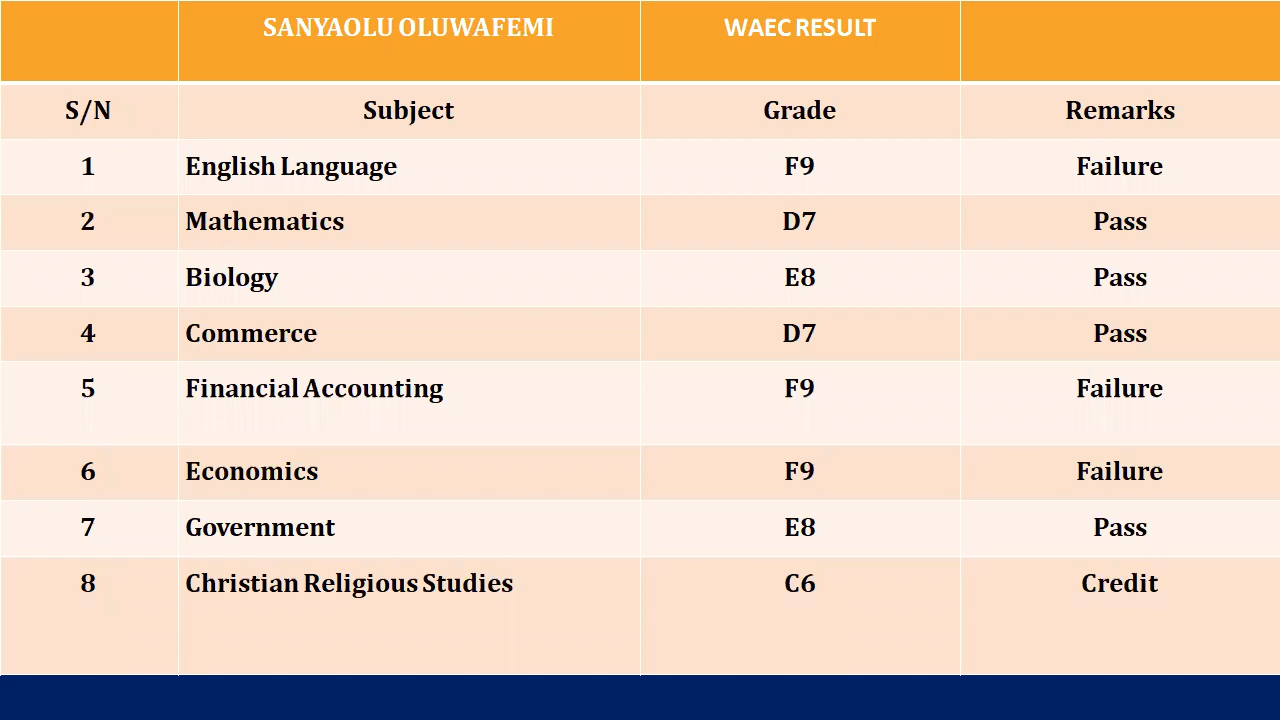 SANYAOLU OLUWAFEMI WAEC RESULT
S/N Subject Grade Remarks
1 English Language F9 Failure
2 Mathematics D7 Pass
3 Biology E8 Pass
4 Commerce D7 Pass
5 Financial Accounting F9 Failure
6 Economics F9 Failure
7 Government E8 Pass
8 Christian Religious Studies C6 Credit